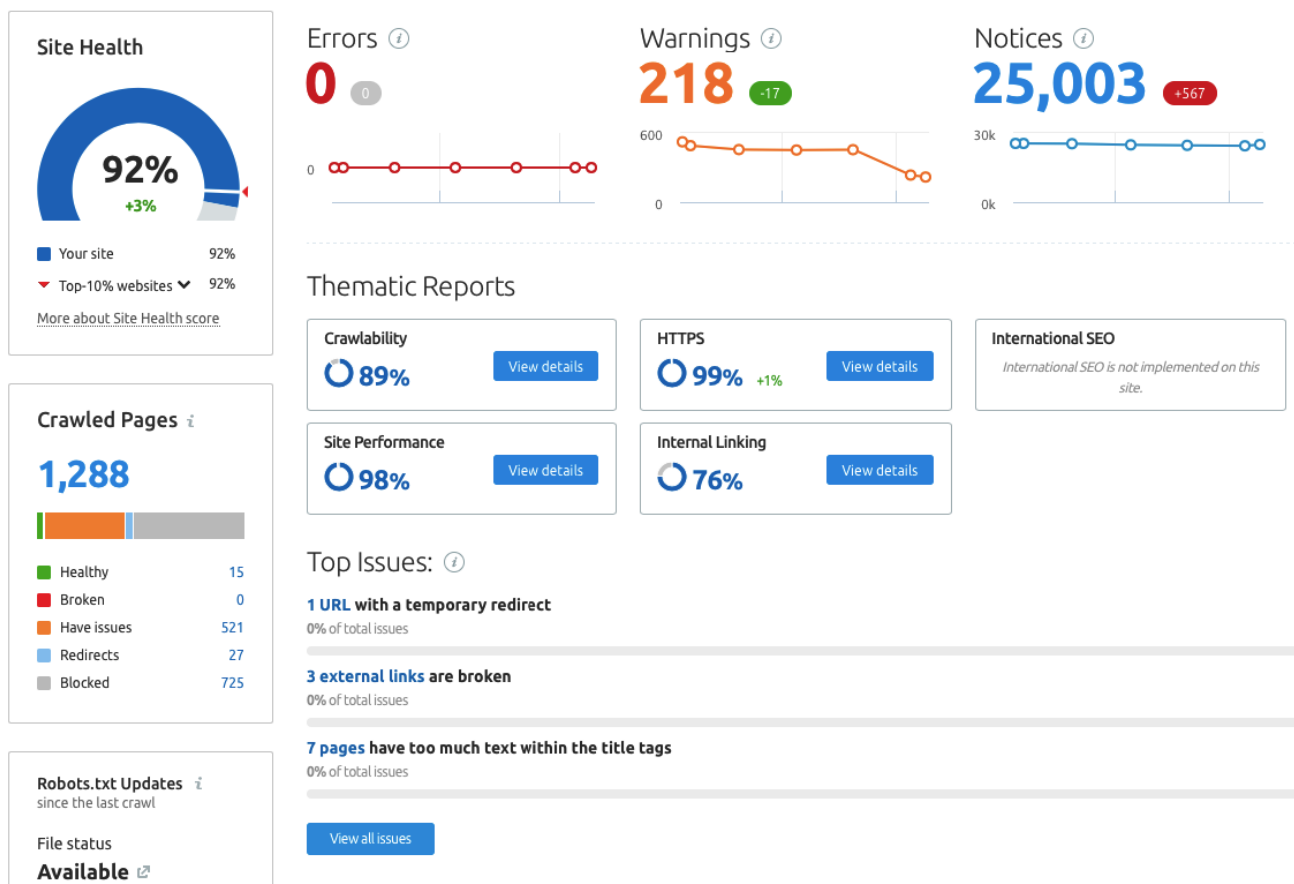 Site Health
92%
+3%
Your site 92%
Top-10% websites 92%
More about Site Health score
Errors i
0 0
0
Warnings i
218 -17
600
0
Notices i
25,003 +567
30k
0k
Crawled Pages i
1,288
Healthy 15
Broken 0
Have issues 521
Redirects 27
Blocked 725
Robots.txt Updates i
since the last crawl
File status
Available
Thematic Reports
Crawlability
89% View details
HTTPS
99% +1% View details
International SEO
International SEO is not implemented on this
site.
Site Performance
98% View details
Internal Linking
76% View details
Top Issues: i
1 URL with a temporary redirect
0% of total issues
3 external links are broken
0% of total issues
7 pages have too much text within the title tags
0% of total issues
View all issues